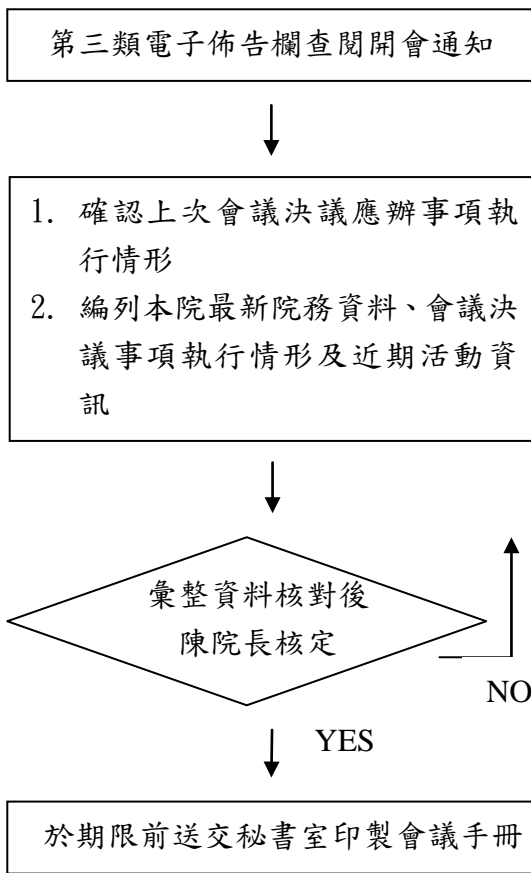 第三類電子佈告欄查閱開會通知
1. 確認上次會議決議應辦事項執
行情形
2. 編列本院最新院務資料、會議決
議事項執行情形及近期活動資
訊
彙整資料核對後
陳院長核定
NO
YES
於期限前送交秘書室印製會議手冊